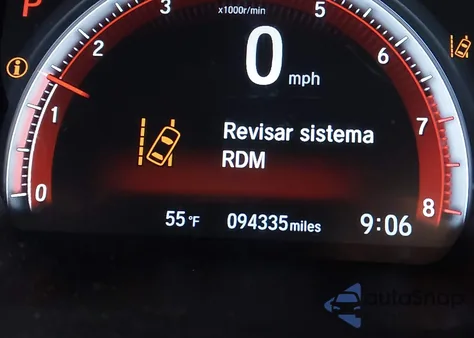 P
x1000r/min
0
1
2
3
5
6
7
8
0 mph
Revisar sistema
RDM
55 °F 094335 miles 9:06
autoSnap